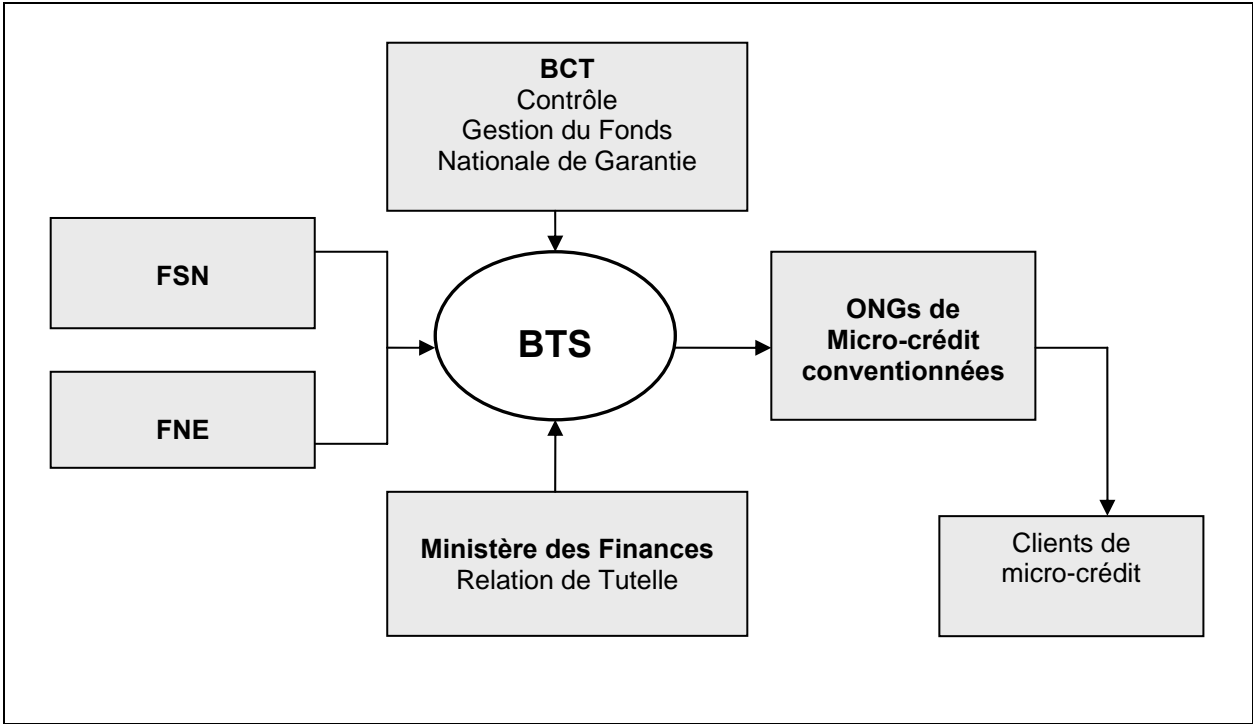 BCT
Contrôle
Gestion du Fonds
Nationale de Garantie
FSN
FNE
BTS
ONGs de
Micro-crédit
conventionnées
Ministère des Finances
Relation de Tutelle
Clients de
micro-crédit